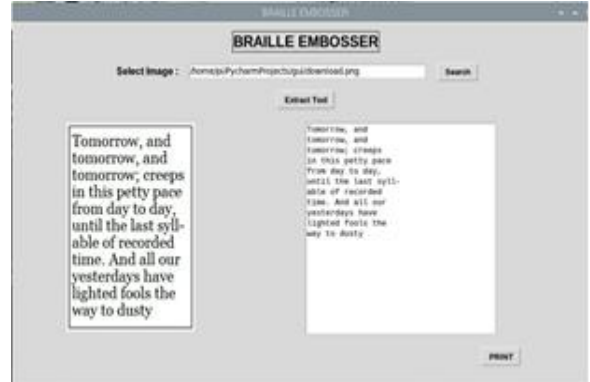 BRAILLE EMBOSSER
BRAILLE EMBOSSER
Select Image : /home/pi/PycharmProjects/gui/download.png Search
Extract Text
Tomorrow, and
tomorrow, and
tomorrow; creeps
in this petty pace
from day to day,
until the last syll-
able of recorded
time. And all our
yesterdays have
lighted fools the
way to dusty
Tomorrow, and
tomorrow, and
tomorrow; creeps
in this petty pace
from day to day,
until the last syll-
able of recorded
time. And all our
yesterdays have
lighted fools the
way to dusty
PRINT